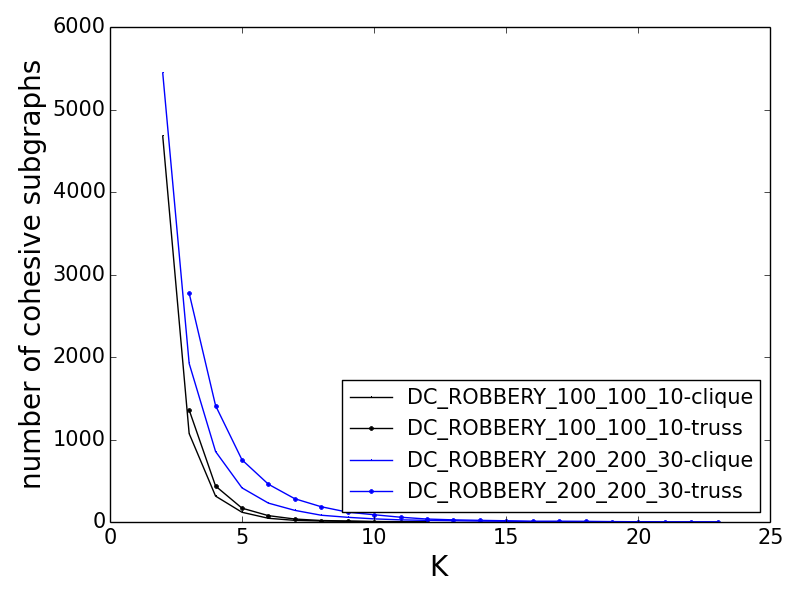 6000
5000
4000
3000
2000
1000
0
number of cohesive subgraphs
DC_ROBBERY_100_100_10-clique
DC_ROBBERY_100_100_10-truss
DC_ROBBERY_200_200_30-clique
DC_ROBBERY_200_200_30-truss
0 5 10 15 20 25
K